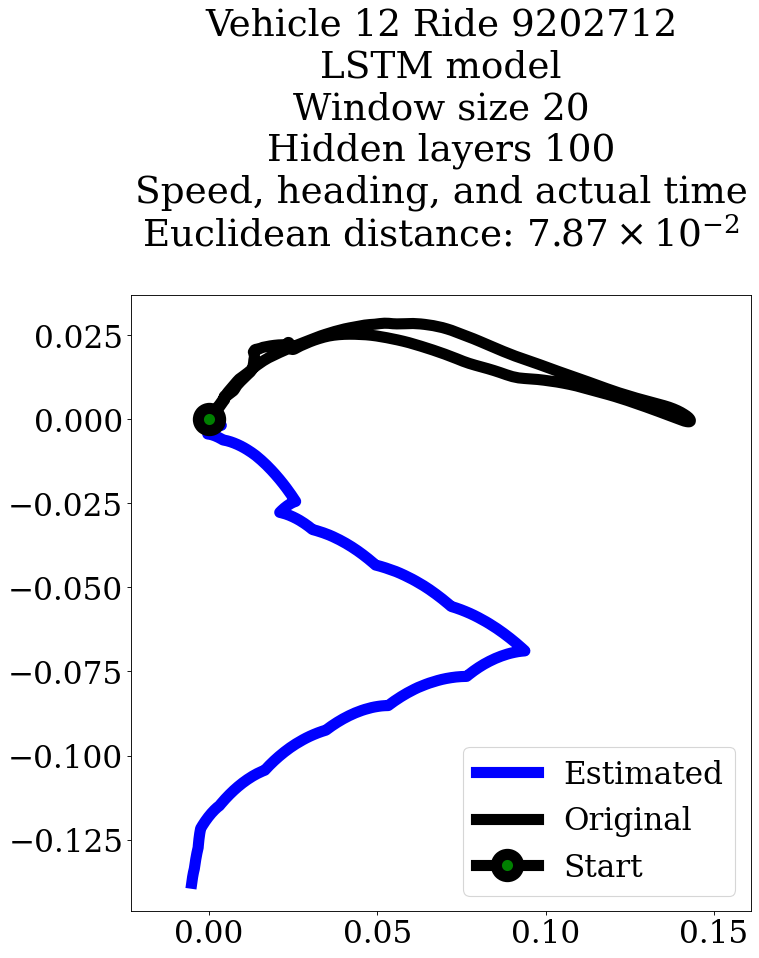 Vehicle 12 Ride 9202712
LSTM model
Window size 20
Hidden layers 100
Speed, heading, and actual time
Euclidean distance: 7.87 × 10⁻²
0.025
0.000
−0.025
−0.050
−0.075
−0.100
−0.125
Estimated
Original
Start
0.00 0.05 0.10 0.15